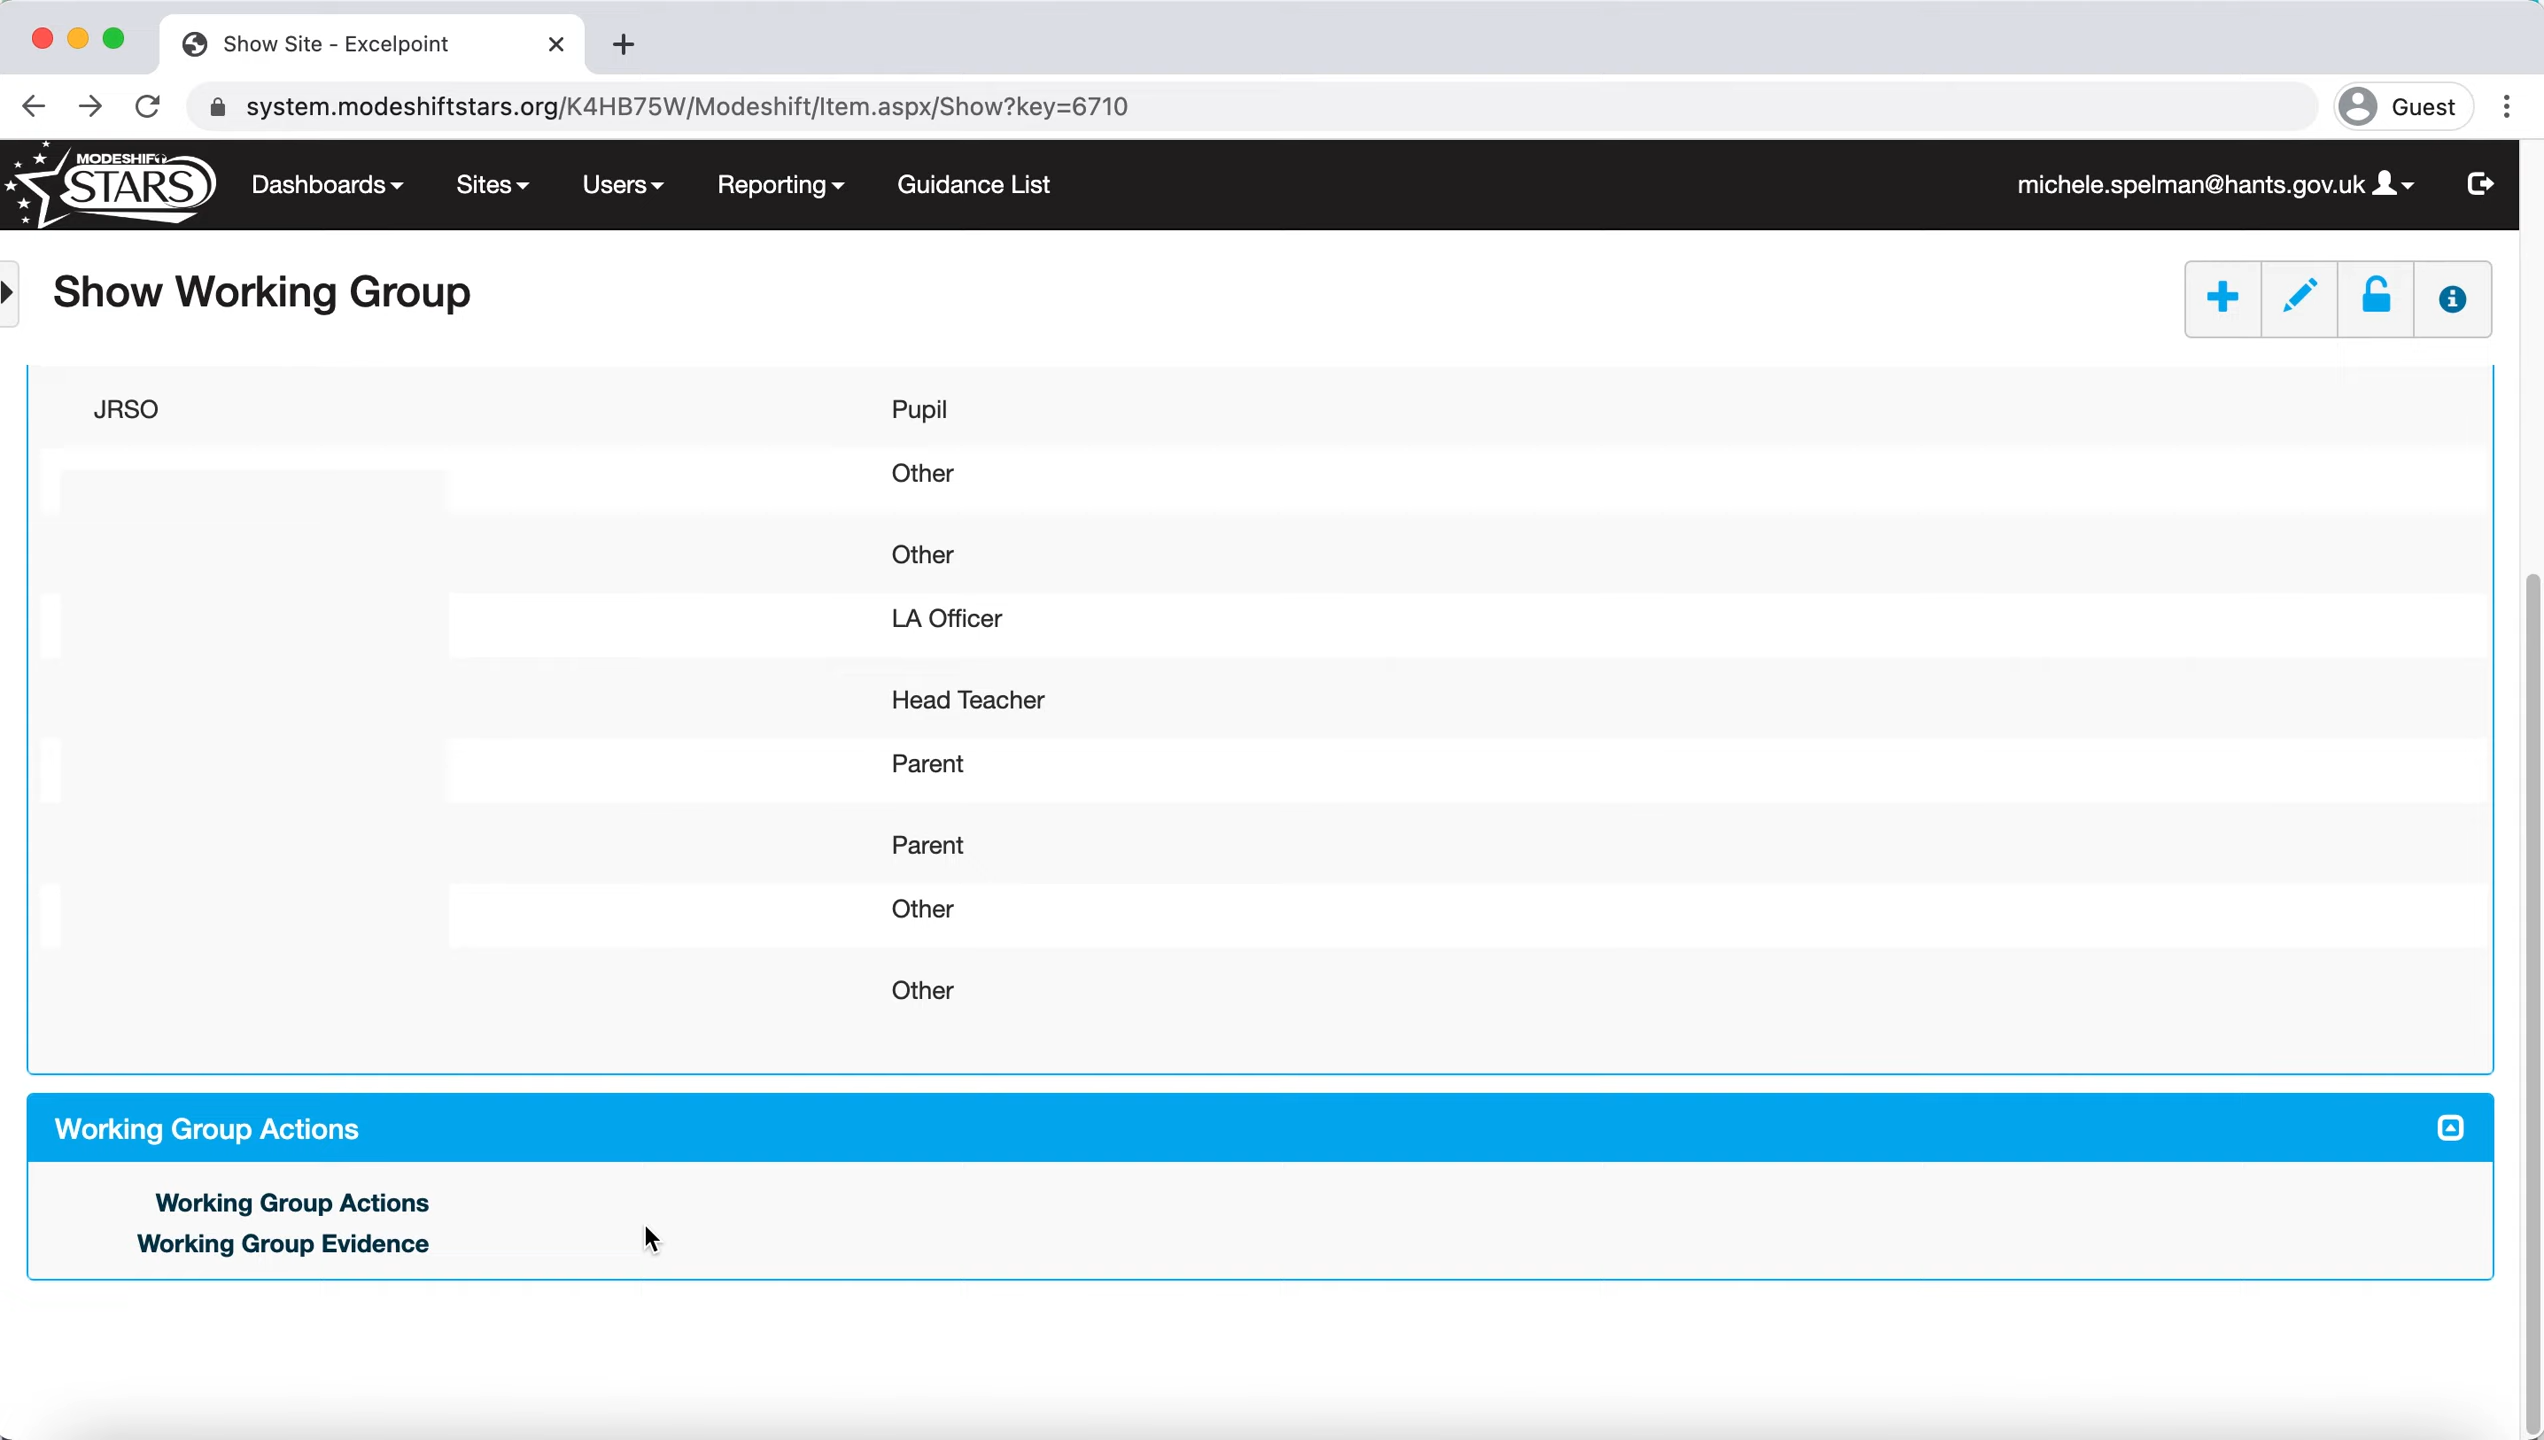 Show Site - Excelpoint
system.modeshiftstars.org/K4HB75W/Modeshift/Item.aspx/Show?key=6710
Guest
MODESHIFT
STARS
Dashboards
Sites
Users
Reporting
Guidance List
michele.spelman@hants.gov.uk
Show Working Group
JRSO
Pupil
Other
Other
LA Officer
Head Teacher
Parent
Parent
Other
Other
Working Group Actions
Working Group Actions
Working Group Evidence